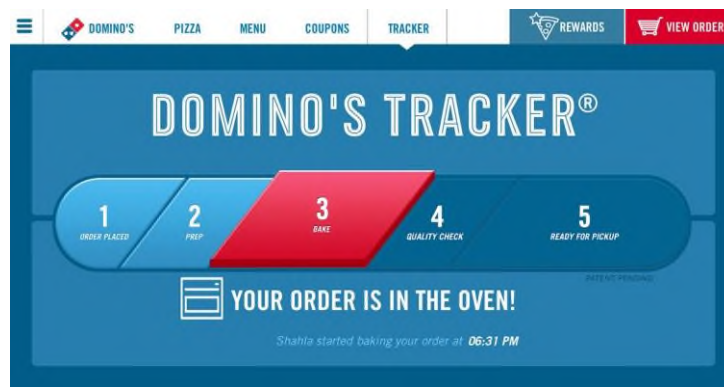 DOMINO'S PIZZA MENU COUPONS TRACKER REWARDS VIEW ORDER
DOMINO'S TRACKER®
1 2 3 4 5
ORDER PLACED PREP BAKE QUALITY CHECK READY FOR PICKUP
PATENT PENDING
YOUR ORDER IS IN THE OVEN!
Shahla started baking your order at 06:31 PM